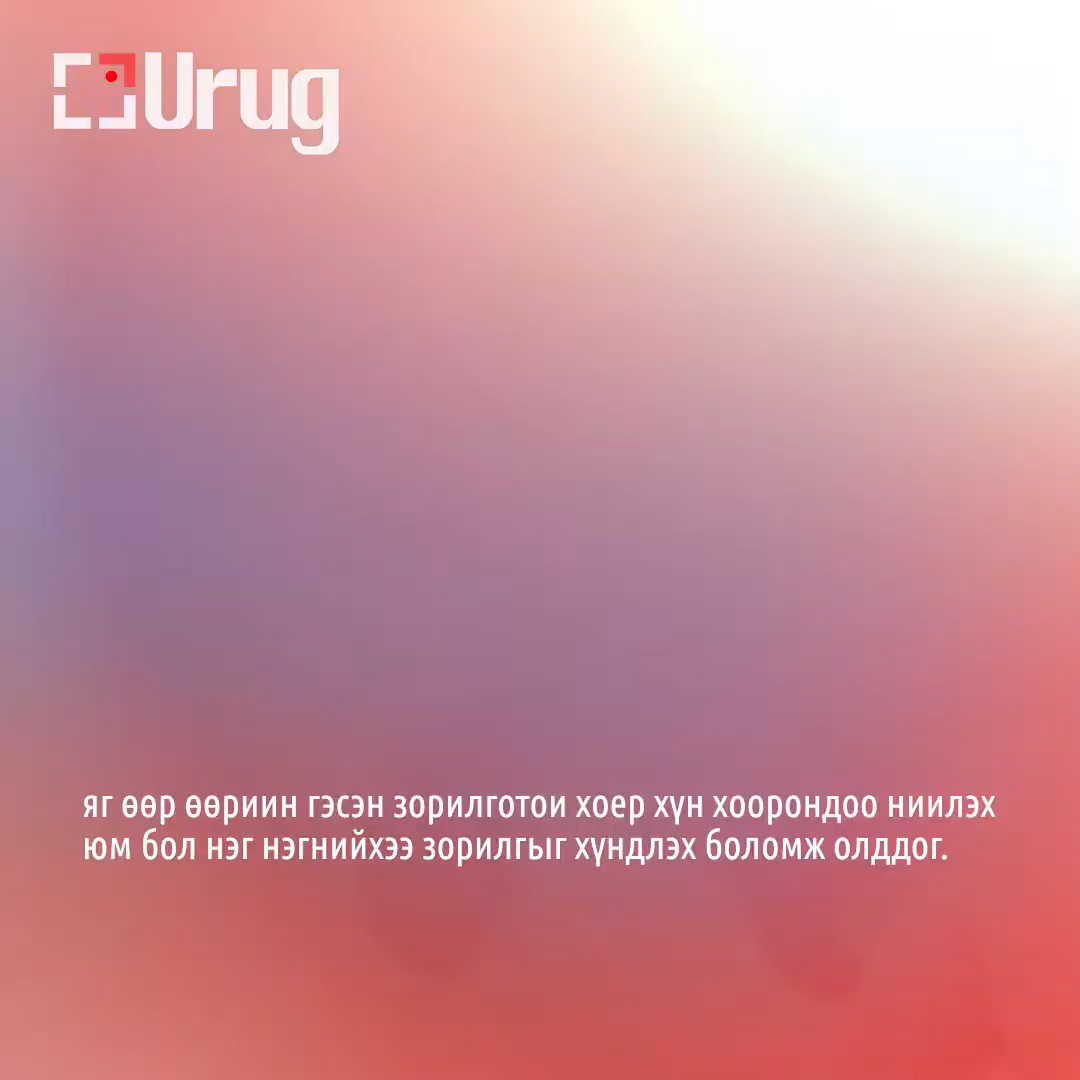 Urug
яг өөр өөриин гэсэн зорилготои хоер хүн хоорондоо ниилэх
юм бол нэг нэгнийхээ зорилгыг хүндлэх боломж олддог.